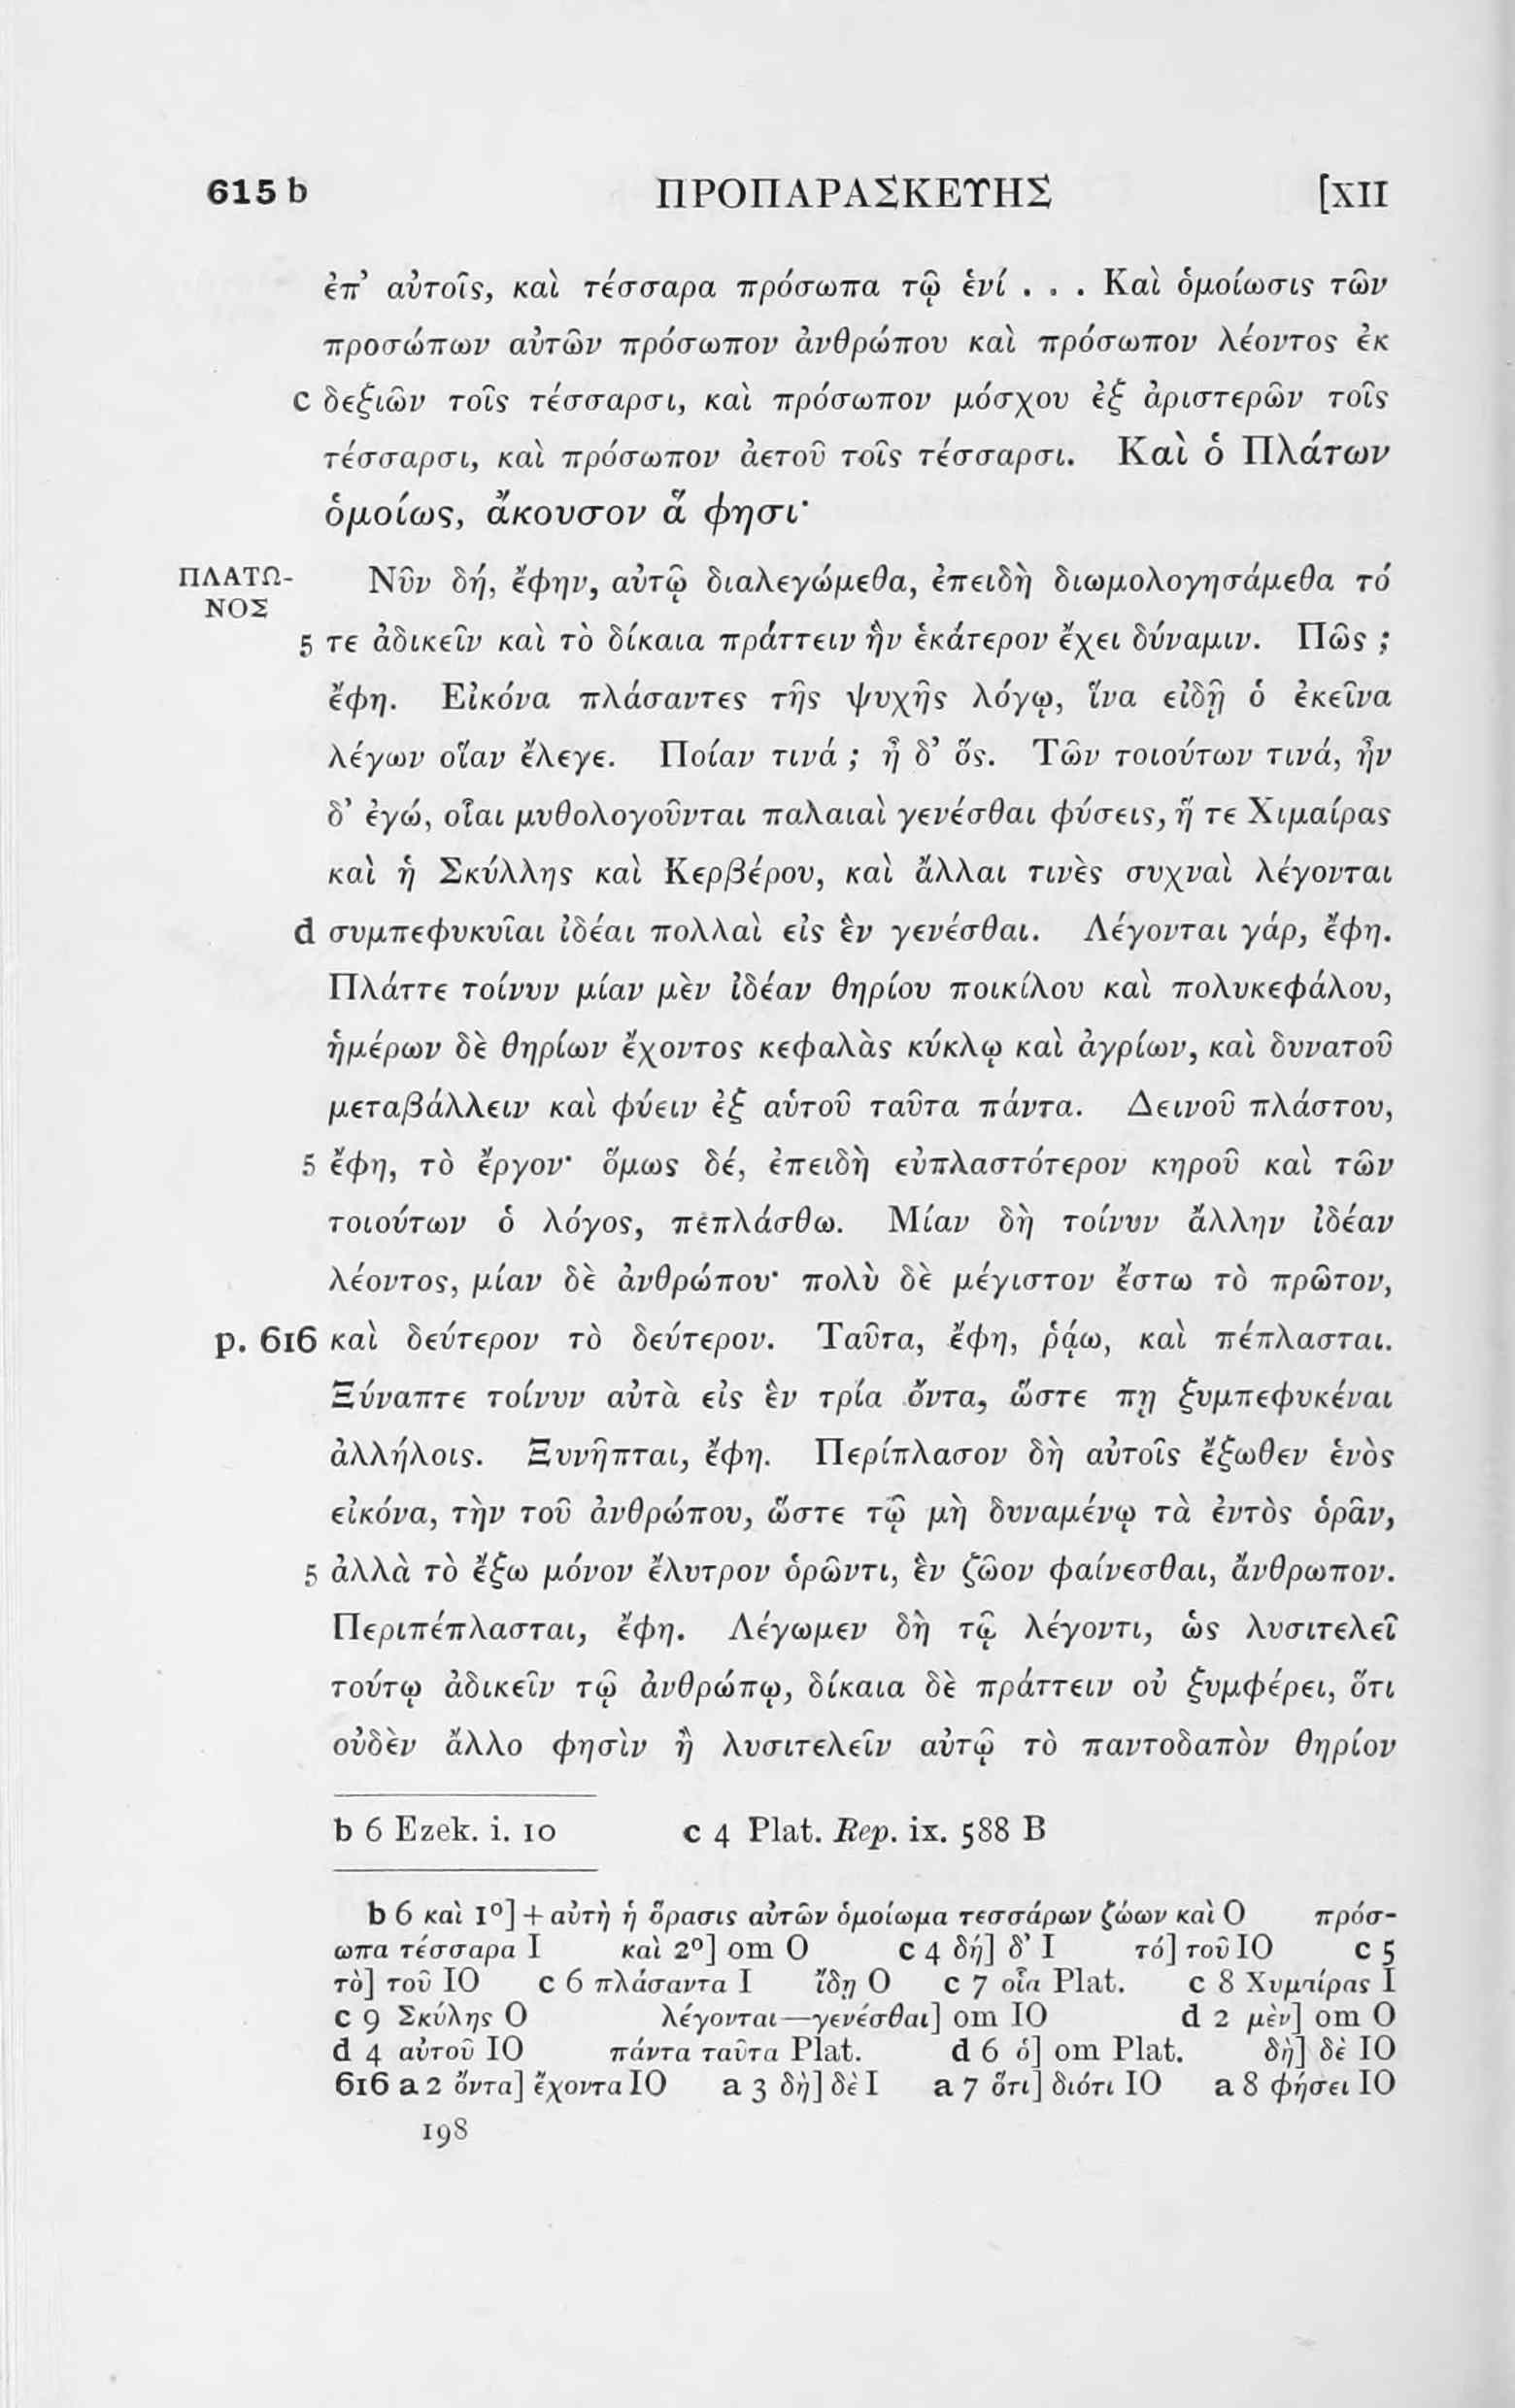 615 b ΠΡΟΠΑΡΑΣΚΕΥΗΣ [XII
ἐπ’ αὐτοῖς, καὶ τέσσαρα πρόσωπα τῷ ἑνί . . . Καὶ ὁμοίωσις τῶν
προσώπων αὐτῶν πρόσωπον ἀνθρώπου καὶ πρόσωπον λέοντος ἐκ
c δεξιῶν τοῖς τέσσαρσι, καὶ πρόσωπον μόσχου ἐξ ἀριστερῶν τοῖς
τέσσαρσι, καὶ πρόσωπον ἀετοῦ τοῖς τέσσαρσι. Καὶ ὁ Πλάτων
ὁμοίως, ἄκουσον ἅ φησι·
ΠΛΑΤΩ- Νῦν δή, ἔφην, αὐτῷ διαλεγώμεθα, ἐπειδὴ διωμολογησάμεθα τό
ΝΟΣ
5 τε ἀδικεῖν καὶ τὸ δίκαια πράττειν ἣν ἑκάτερον ἔχει δύναμιν. Πῶς ;
ἔφη. Εἰκόνα πλάσαντες τῆς ψυχῆς λόγῳ, ἵνα εἰδῇ ὁ ἐκεῖνα
λέγων οἵαν ἔλεγε. Ποίαν τινά ; ἦ δ’ ὅς. Τῶν τοιούτων τινά, ἦν
δ’ ἐγώ, οἷαι μυθολογοῦνται παλαιαὶ γενέσθαι φύσεις, ἥ τε Χιμαίρας
καὶ ἡ Σκύλλης καὶ Κερβέρου, καὶ ἄλλαι τινὲς συχναὶ λέγονται
d συμπεφυκυῖαι ἰδέαι πολλαὶ εἰς ἓν γενέσθαι. Λέγονται γάρ, ἔφη.
Πλάττε τοίνυν μίαν μὲν ἰδέαν θηρίου ποικίλου καὶ πολυκεφάλου,
ἡμέρων δὲ θηρίων ἔχοντος κεφαλὰς κύκλῳ καὶ ἀγρίων, καὶ δυνατοῦ
μεταβάλλειν καὶ φύειν ἐξ αὑτοῦ ταῦτα πάντα. Δεινοῦ πλάστου,
5 ἔφη, τὸ ἔργον· ὅμως δέ, ἐπειδὴ εὐπλαστότερον κηροῦ καὶ τῶν
τοιούτων ὁ λόγος, πεπλάσθω. Μίαν δὴ τοίνυν ἄλλην ἰδέαν
λέοντος, μίαν δὲ ἀνθρώπου· πολὺ δὲ μέγιστον ἔστω τὸ πρῶτον,
p. 616 καὶ δεύτερον τὸ δεύτερον. Ταῦτα, ἔφη, ῥᾴω, καὶ πέπλασται.
Ξύναπτε τοίνυν αὐτὰ εἰς ἓν τρία ὄντα, ὥστε πῃ ξυμπεφυκέναι
ἀλλήλοις. Ξυνῆπται, ἔφη. Περίπλασον δὴ αὐτοῖς ἔξωθεν ἑνὸς
εἰκόνα, τὴν τοῦ ἀνθρώπου, ὥστε τῷ μὴ δυναμένῳ τὰ ἐντὸς ὁρᾶν,
5 ἀλλὰ τὸ ἔξω μόνον ἔλυτρον ὁρῶντι, ἓν ζῶον φαίνεσθαι, ἄνθρωπον.
Περιπέπλασται, ἔφη. Λέγωμεν δὴ τῷ λέγοντι, ὡς λυσιτελεῖ
τούτῳ ἀδικεῖν τῷ ἀνθρώπῳ, δίκαια δὲ πράττειν οὐ ξυμφέρει, ὅτι
οὐδὲν ἄλλο φησὶν ἢ λυσιτελεῖν αὐτῷ τὸ παντοδαπὸν θηρίον
b 6 Ezek. i. 10 c 4 Plat. Rep. ix. 588 B
b 6 καὶ 1º] + αὐτὴ ἡ ὅρασις αὐτῶν ὁμοίωμα τεσσάρων ζώων καὶ O πρόσ-
ωπα τέσσαρα I καὶ 2º] om O c 4 δή] δ’ I τό] τοῦ IO c 5
τὸ] τοῦ IO c 6 πλάσαντα I ἴδῃ O c 7 οἷα Plat. c 8 Χυμαίρας I
c 9 Σκύλης O λέγονται—γενέσθαι] om IO d 2 μὲν] om O
d 4 αὐτοῦ IO πάντα ταῦτα Plat. d 6 ὁ] om Plat. δὴ] δὲ IO
616 a 2 ὄντα] ἔχοντα IO a 3 δὴ] δὲ I a 7 ὅτι] διότι IO a 8 φήσει IO
198